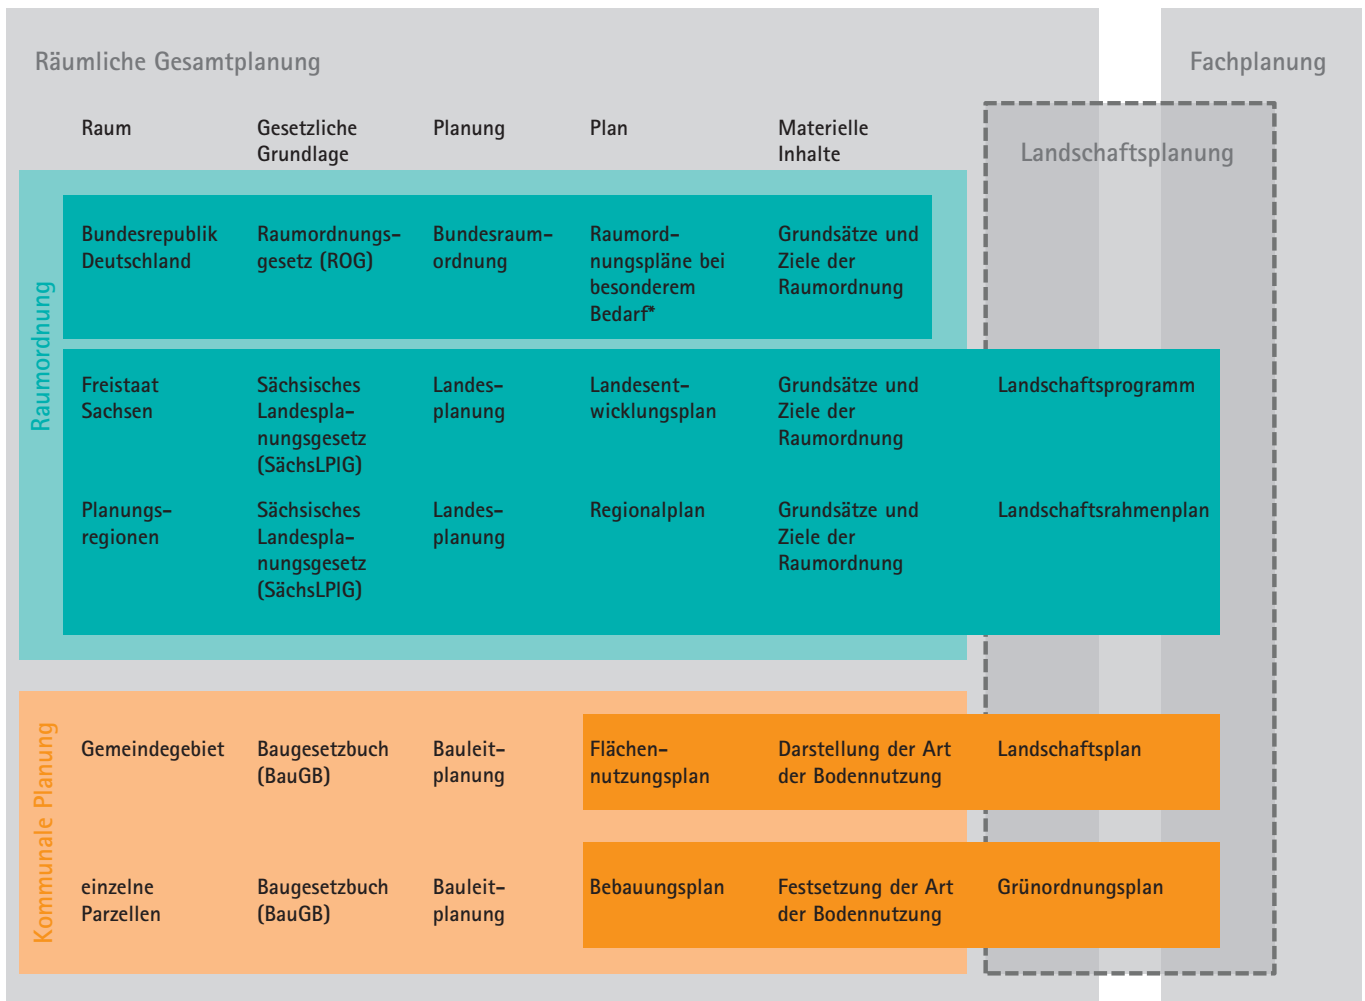 Räumliche Gesamtplanung
Fachplanung
Landschaftsplanung
Raum
Gesetzliche
Grundlage
Planung
Plan
Materielle
Inhalte
Raumordnung
Bundesrepublik
Deutschland
Raumordnungs-
gesetz (ROG)
Bundesraum-
ordnung
Raumord-
nungspläne bei
besonderem
Bedarf*
Grundsätze und
Ziele der
Raumordnung
Freistaat
Sachsen
Sächsisches
Landespla-
nungsgesetz
(SächsLPIG)
Landes-
planung
Landesent-
wicklungsplan
Grundsätze und
Ziele der
Raumordnung
Landschaftsprogramm
Planungs-
regionen
Sächsisches
Landespla-
nungsgesetz
(SächsLPIG)
Landes-
planung
Regionalplan
Grundsätze und
Ziele der
Raumordnung
Landschaftsrahmenplan
Kommunale Planung
Gemeindegebiet
Baugesetzbuch
(BauGB)
Bauleit-
planung
Flächen-
nutzungsplan
Darstellung der Art
der Bodennutzung
Landschaftsplan
einzelne
Parzellen
Baugesetzbuch
(BauGB)
Bauleit-
planung
Bebauungsplan
Festsetzung der Art
der Bodennutzung
Grünordnungsplan